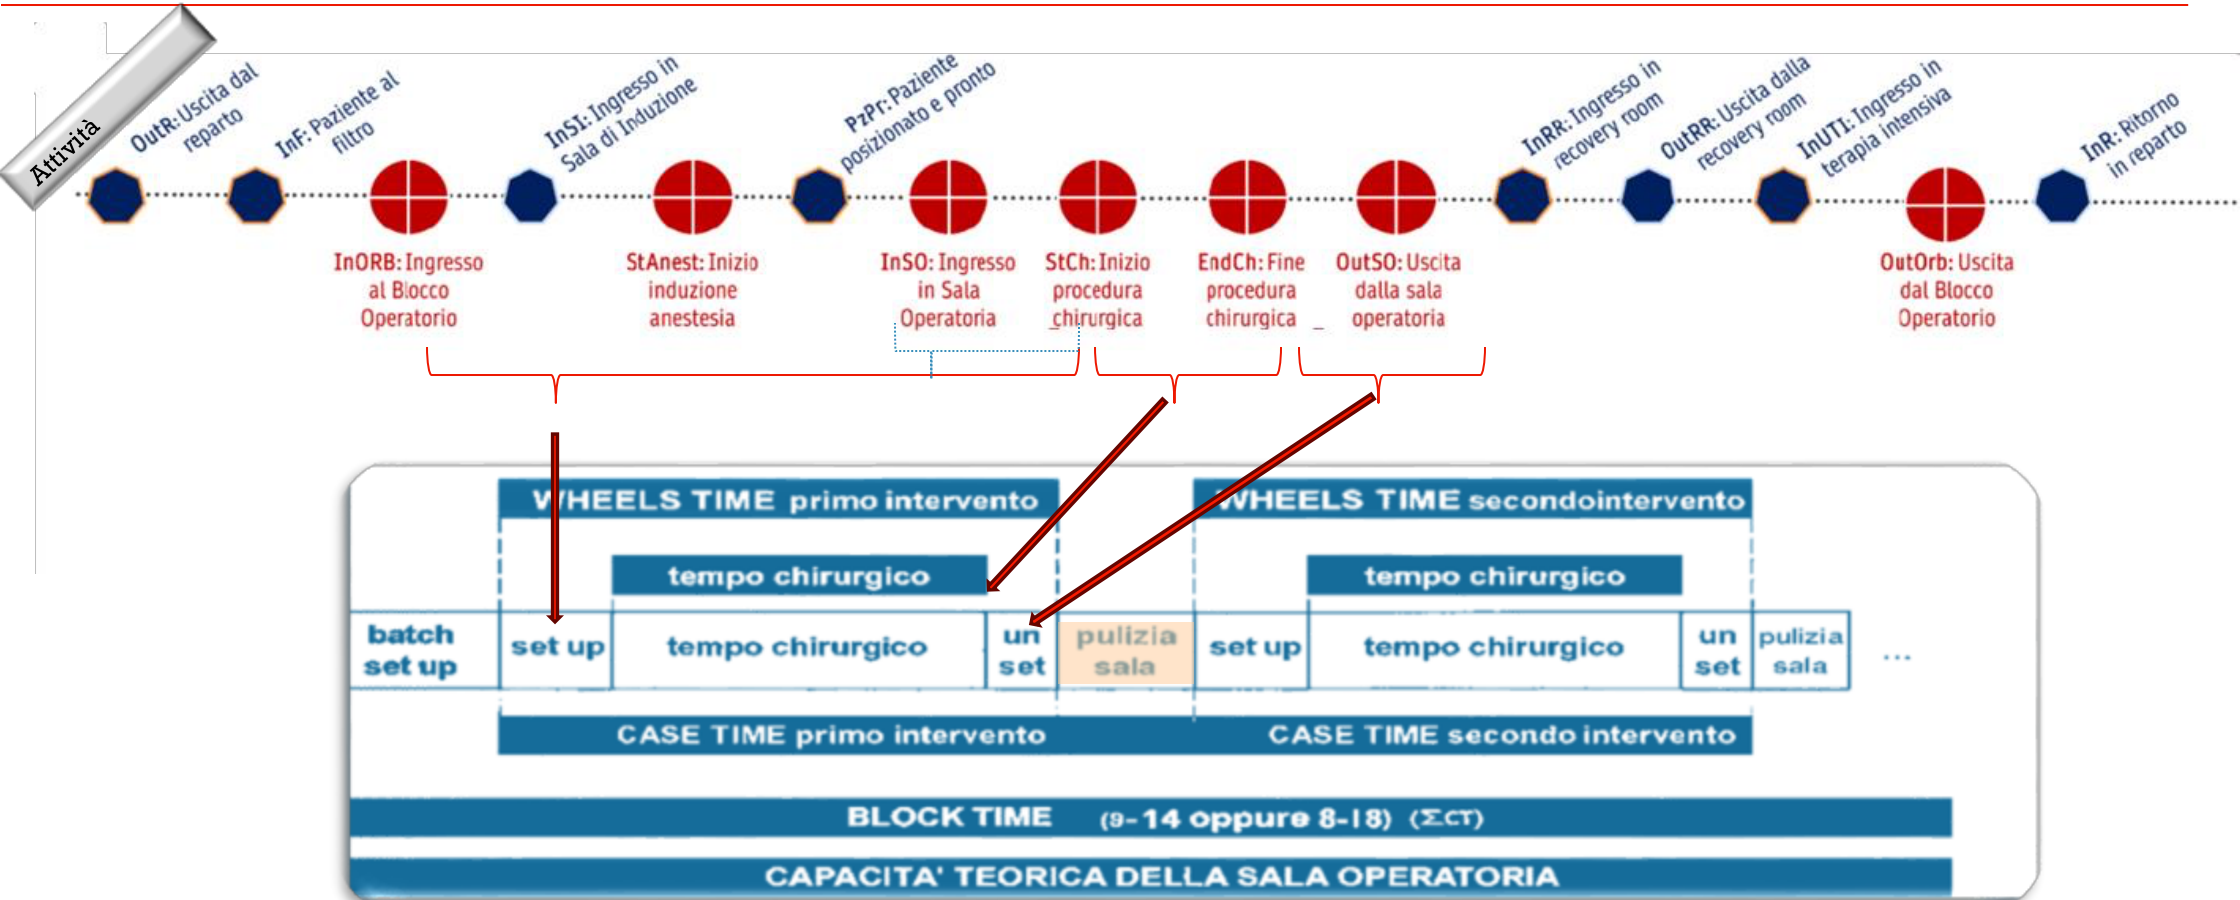 Attività
OutR: Uscita dal
reparto
InF: Paziente al
filtro
InSI: Ingresso in
Sala di Induzione
PzPr: Paziente
posizionato e pronto
InRR: Ingresso in
recovery room
OutRR: Uscita dalla
recovery room
InUTI: Ingresso in
terapia intensiva
InR: Ritorno
in reparto
InORB: Ingresso
al Blocco
Operatorio
StAnest: Inizio
induzione
anestesia
InSO: Ingresso
in Sala
Operatoria
StCh: Inizio
procedura
_chirurgica
EndCh: Fine
procedura
chirurgica _
OutSO: Uscita
dalla sala
operatoria
OutOrb: Uscita
dal Blocco
Operatorio
WHEELS TIME primo intervento
WHEELS TIME secondointervento
tempo chirurgico
tempo chirurgico
batch
set up
set up
tempo chirurgico
un
set
pulizia
sala
set up
tempo chirurgico
un
set
pulizia
sala
...
CASE TIME primo intervento
CASE TIME secondo intervento
BLOCK TIME (9-14 oppure 8-18) (ΣCT)
CAPACITA' TEORICA DELLA SALA OPERATORIA